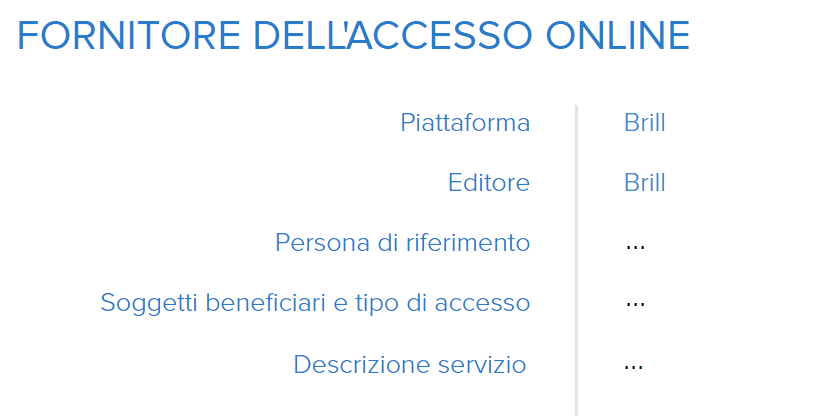 FORNITORE DELL'ACCESSO ONLINE
Piattaforma Brill
Editore Brill
Persona di riferimento ...
Soggetti beneficiari e tipo di accesso ...
Descrizione servizio ...